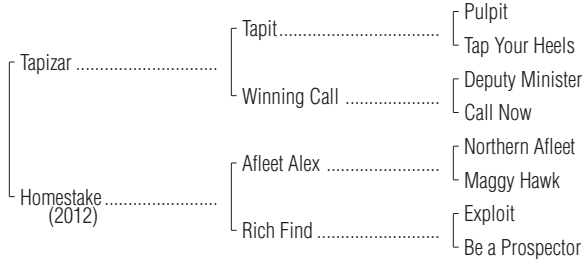 Pulpit
Tapit
Tap Your Heels
Tapizar
Deputy Minister
Winning Call
Call Now
Northern Afleet
Afleet Alex
Maggy Hawk
Homestake
(2012)
Exploit
Rich Find
Be a Prospector